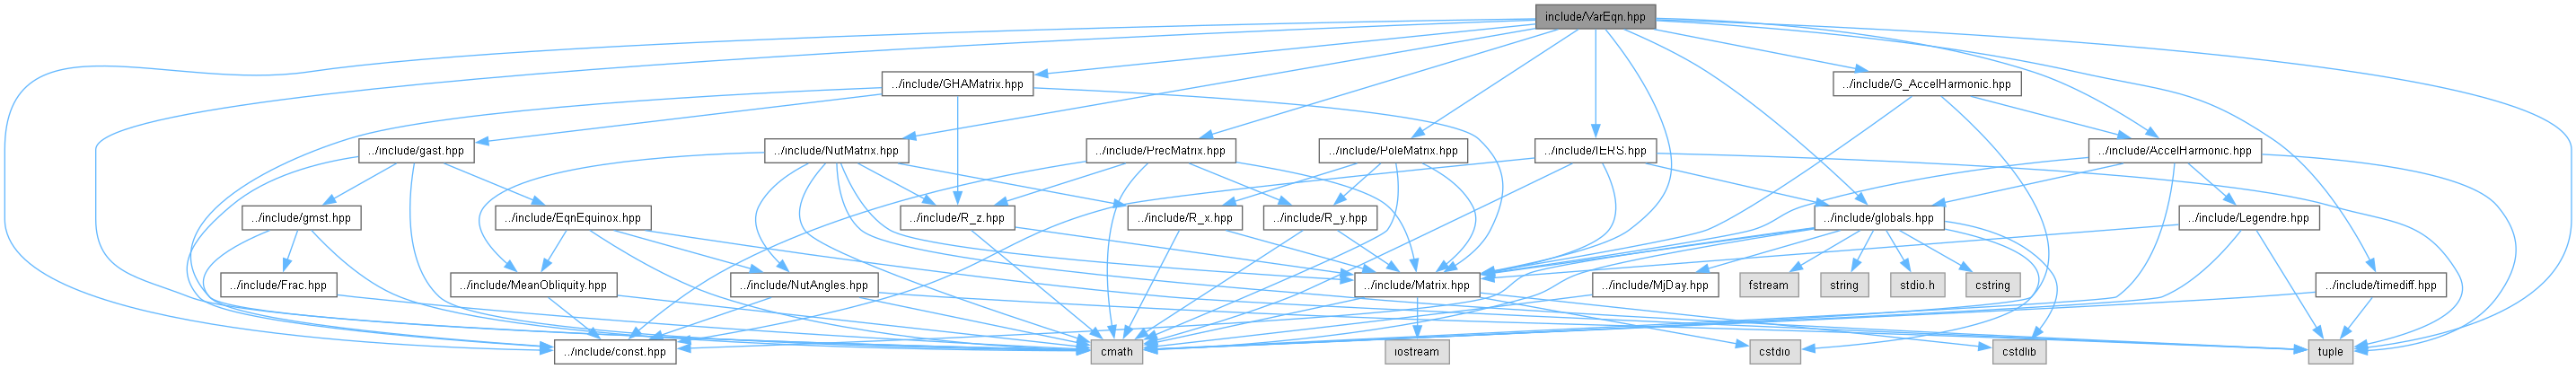 include/VarEqn.hpp
../include/GHAMatrix.hpp
../include/G_AccelHarmonic.hpp
../include/gast.hpp
../include/NutMatrix.hpp
../include/PrecMatrix.hpp
../include/PoleMatrix.hpp
../include/IERS.hpp
../include/AccelHarmonic.hpp
../include/gmst.hpp
../include/EqnEquinox.hpp
../include/R_z.hpp
../include/R_x.hpp
../include/R_y.hpp
../include/globals.hpp
../include/Legendre.hpp
../include/Frac.hpp
../include/MeanObliquity.hpp
../include/NutAngles.hpp
../include/Matrix.hpp
../include/MjDay.hpp
fstream
string
stdio.h
cstring
../include/timediff.hpp
../include/const.hpp
cmath
iostream
cstdio
cstdlib
tuple